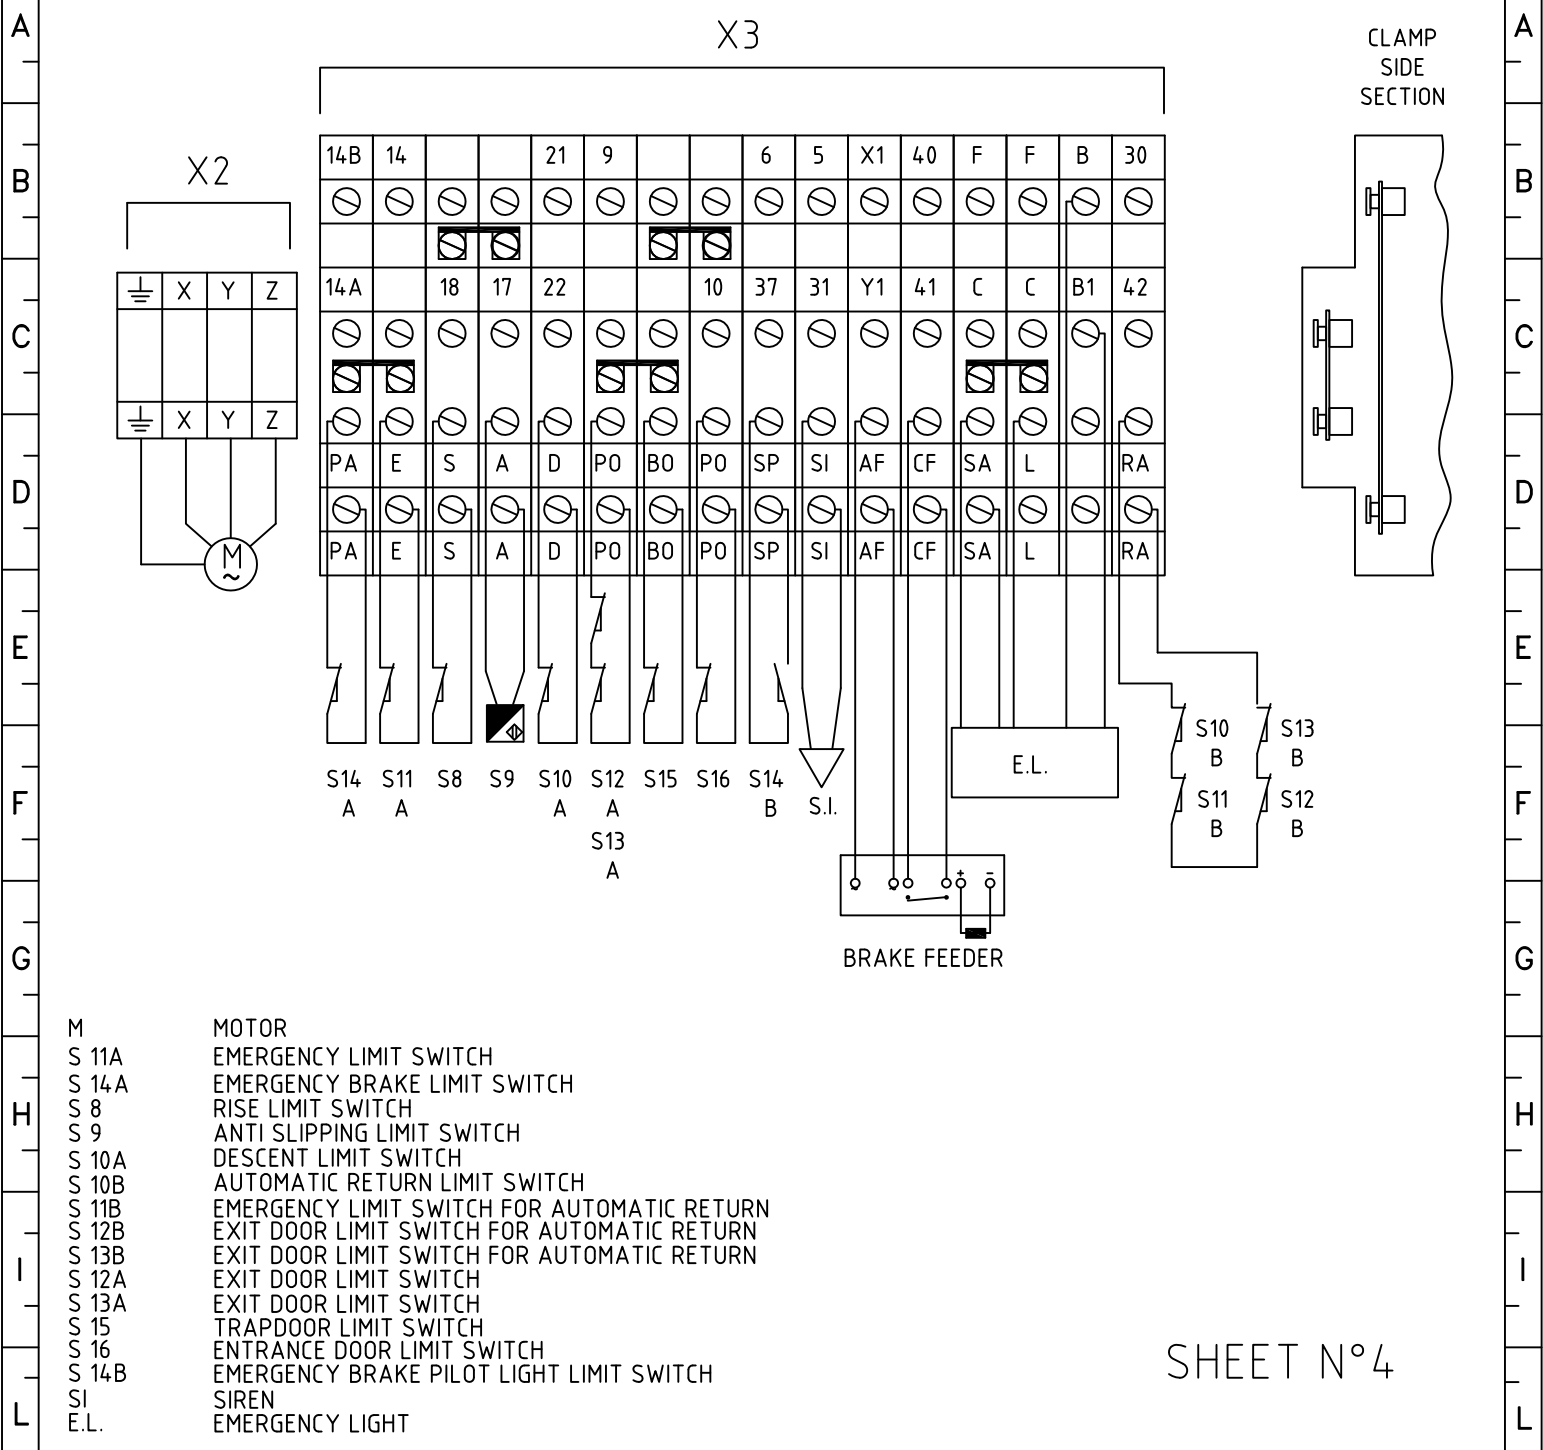 A A
X3
CLAMP
SIDE
SECTION
B B
X2
14B 14 21 9 6 5 X1 40 F F B 30
X Y Z
14A 18 17 22 10 37 31 Y1 41 C C B1 42
C C
X Y Z
PA E S A D PO BO PO SP SI AF CF SA L RA
D D
M
~
PA E S A D PO BO PO SP SI AF CF SA L RA
E E
S10 S13
B B
E.L.
S14 S11 S8 S9 S10 S12 S15 S16 S14
A A A A B
S.I.
S11 S12
B B
F F
S13
A
+ -
G G
BRAKE FEEDER
M MOTOR
S 11A EMERGENCY LIMIT SWITCH
S 14A EMERGENCY BRAKE LIMIT SWITCH
S 8 RISE LIMIT SWITCH
H H
S 9 ANTI SLIPPING LIMIT SWITCH
S 10A DESCENT LIMIT SWITCH
S 10B AUTOMATIC RETURN LIMIT SWITCH
S 11B EMERGENCY LIMIT SWITCH FOR AUTOMATIC RETURN
S 12B EXIT DOOR LIMIT SWITCH FOR AUTOMATIC RETURN
S 13B EXIT DOOR LIMIT SWITCH FOR AUTOMATIC RETURN
I I
S 12A EXIT DOOR LIMIT SWITCH
S 13A EXIT DOOR LIMIT SWITCH
S 15 TRAPDOOR LIMIT SWITCH
S 16 ENTRANCE DOOR LIMIT SWITCH
S 14B EMERGENCY BRAKE PILOT LIGHT LIMIT SWITCH
SHEET N°4
SI SIREN
E.L. EMERGENCY LIGHT
L L